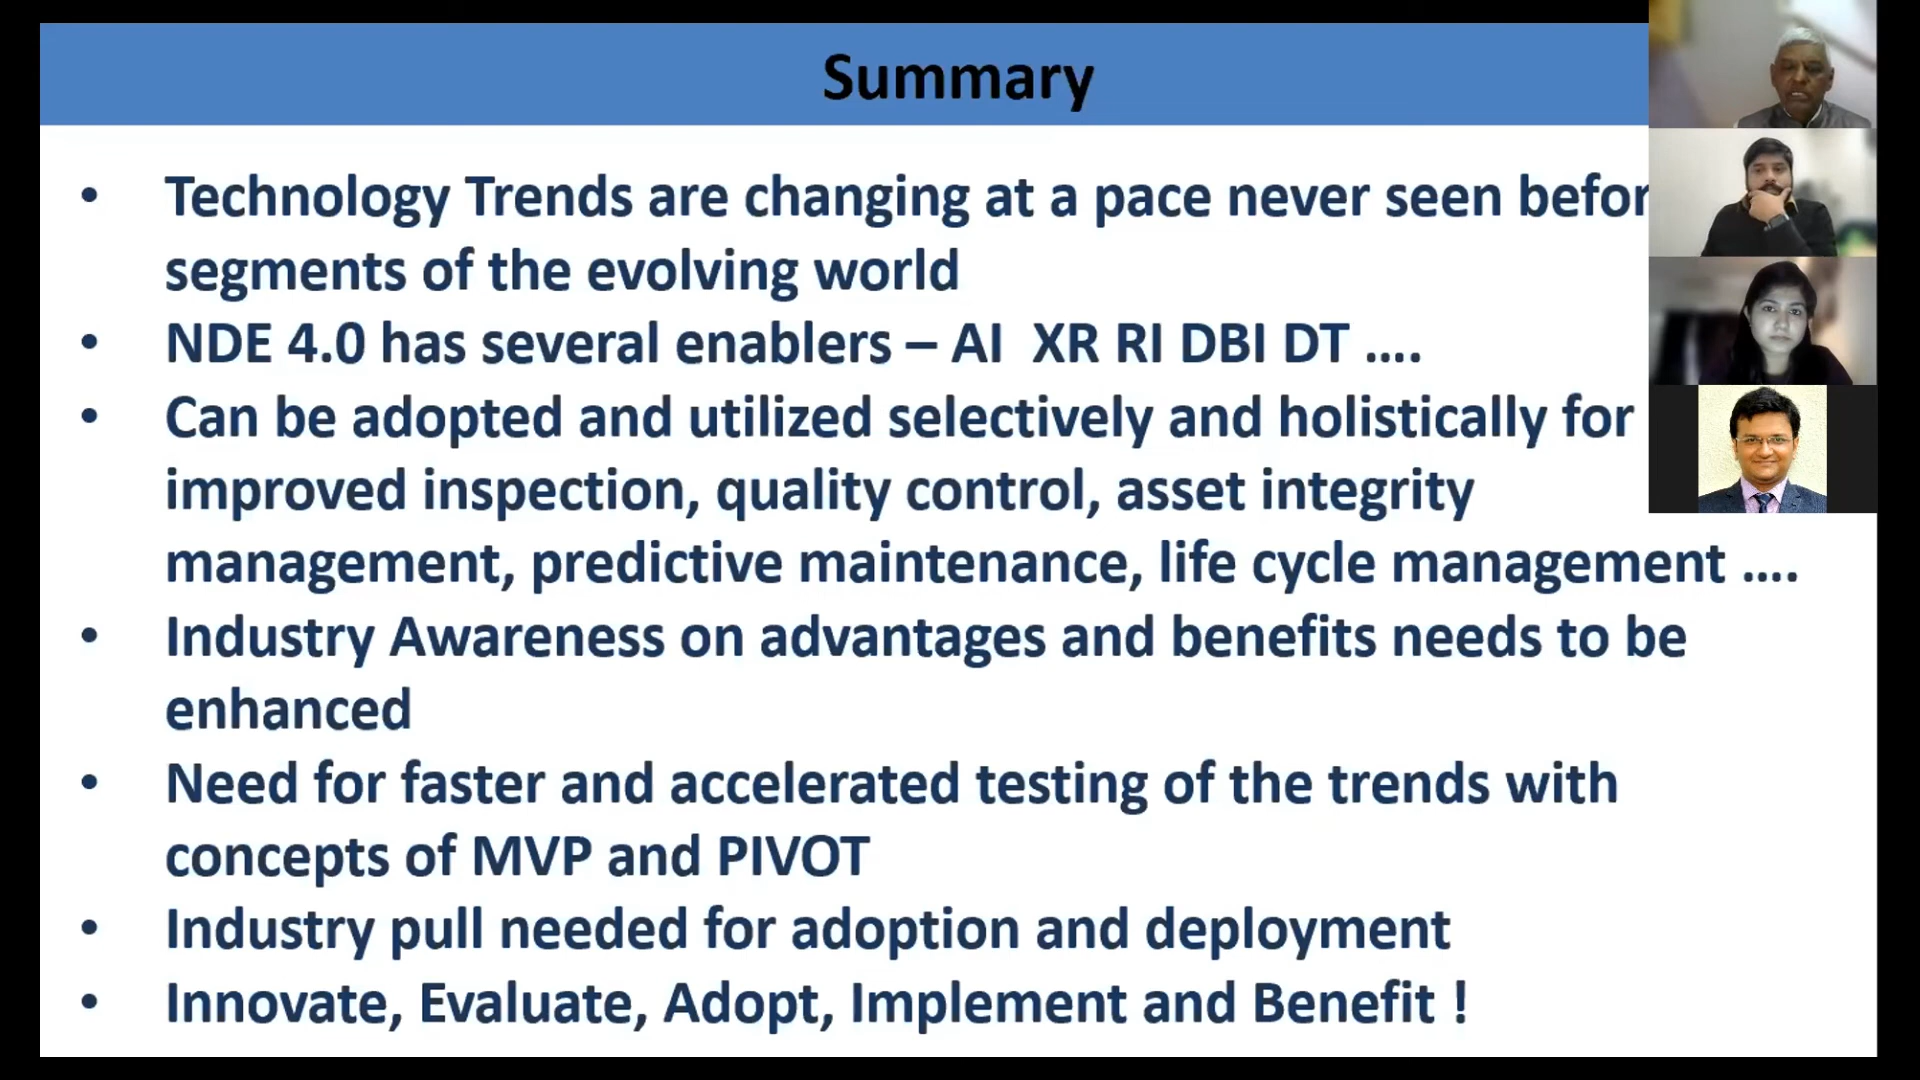 Summary
• Technology Trends are changing at a pace never seen
segments of the evolving world
• NDE 4.0 has several enablers – AI  XR RI DBI DT ....
• Can be adopted and utilized selectively and holistically for
improved inspection, quality control, asset integrity
management, predictive maintenance, life cycle management ....
• Industry Awareness on advantages and benefits needs to be
enhanced
• Need for faster and accelerated testing of the trends with
concepts of MVP and PIVOT
• Industry pull needed for adoption and deployment
• Innovate, Evaluate, Adopt, Implement and Benefit !